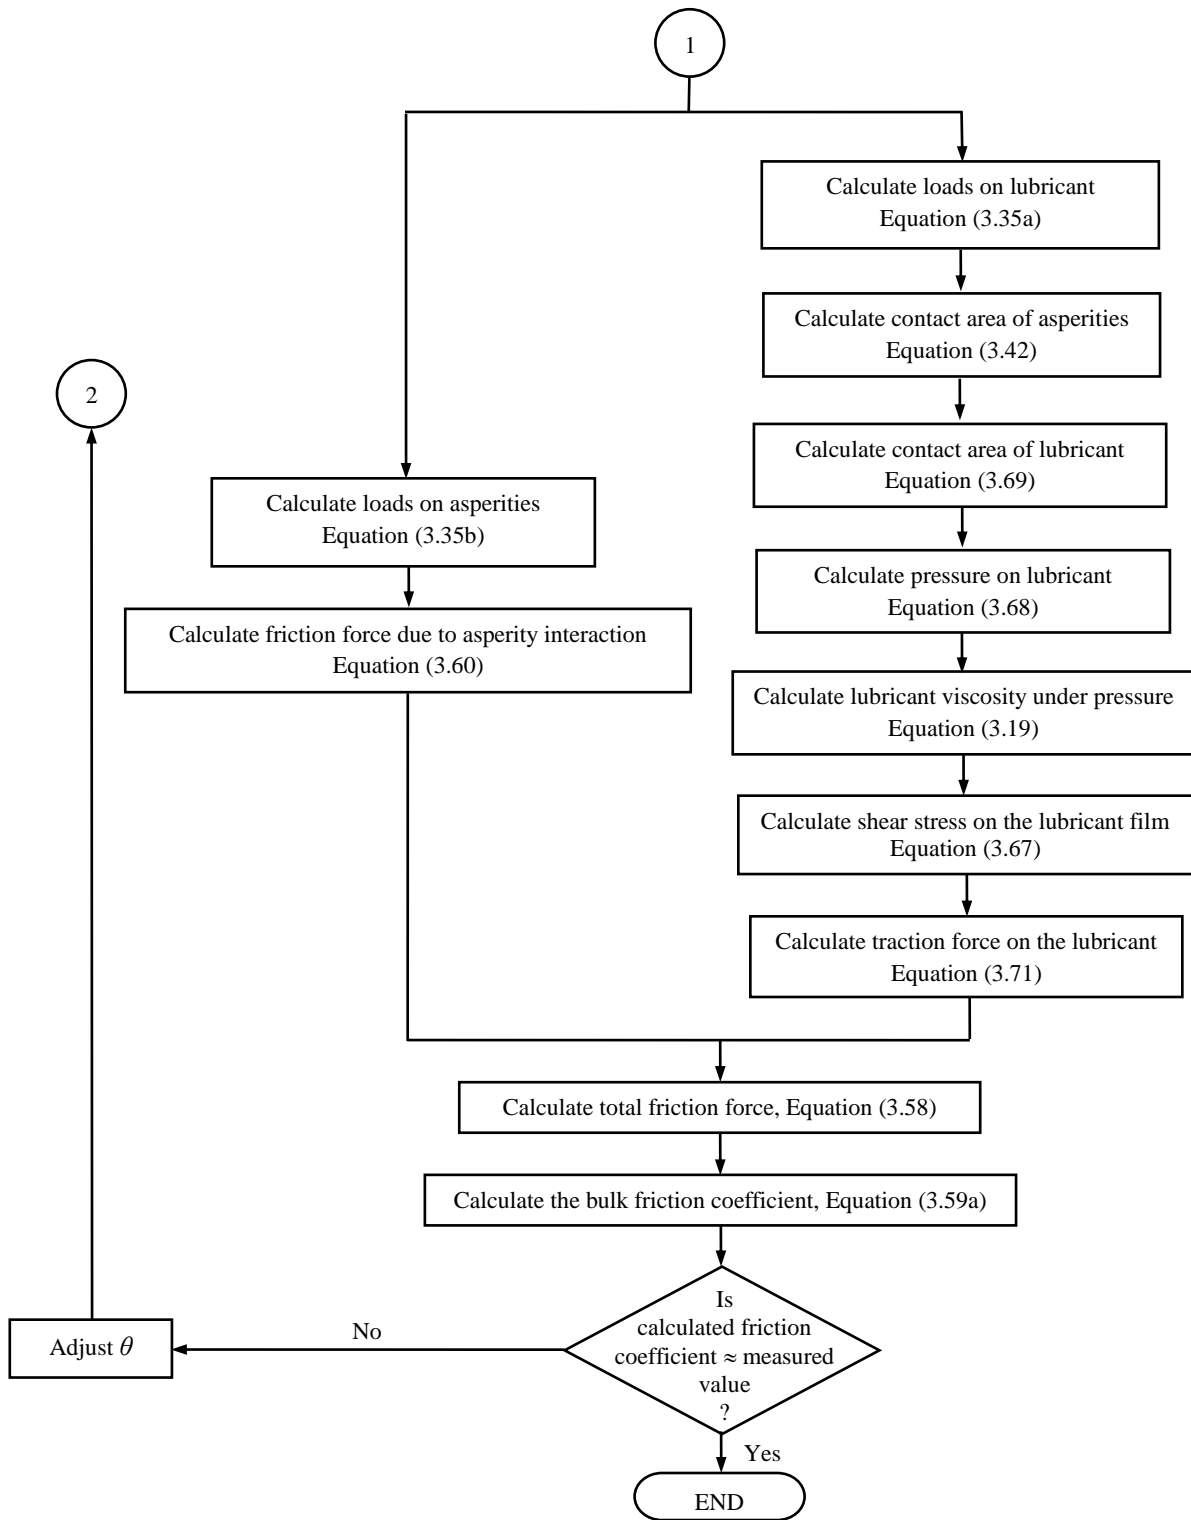 1
Calculate loads on lubricant
Equation (3.35a)
Calculate contact area of asperities
Equation (3.42)
2
Calculate contact area of lubricant
Equation (3.69)
Calculate loads on asperities
Equation (3.35b)
Calculate pressure on lubricant
Equation (3.68)
Calculate friction force due to asperity interaction
Equation (3.60)
Calculate lubricant viscosity under pressure
Equation (3.19)
Calculate shear stress on the lubricant film
Equation (3.67)
Calculate traction force on the lubricant
Equation (3.71)
Calculate total friction force, Equation (3.58)
Calculate the bulk friction coefficient, Equation (3.59a)
Is
calculated friction
coefficient ≈ measured
value
?
No
Adjust θ
Yes
END